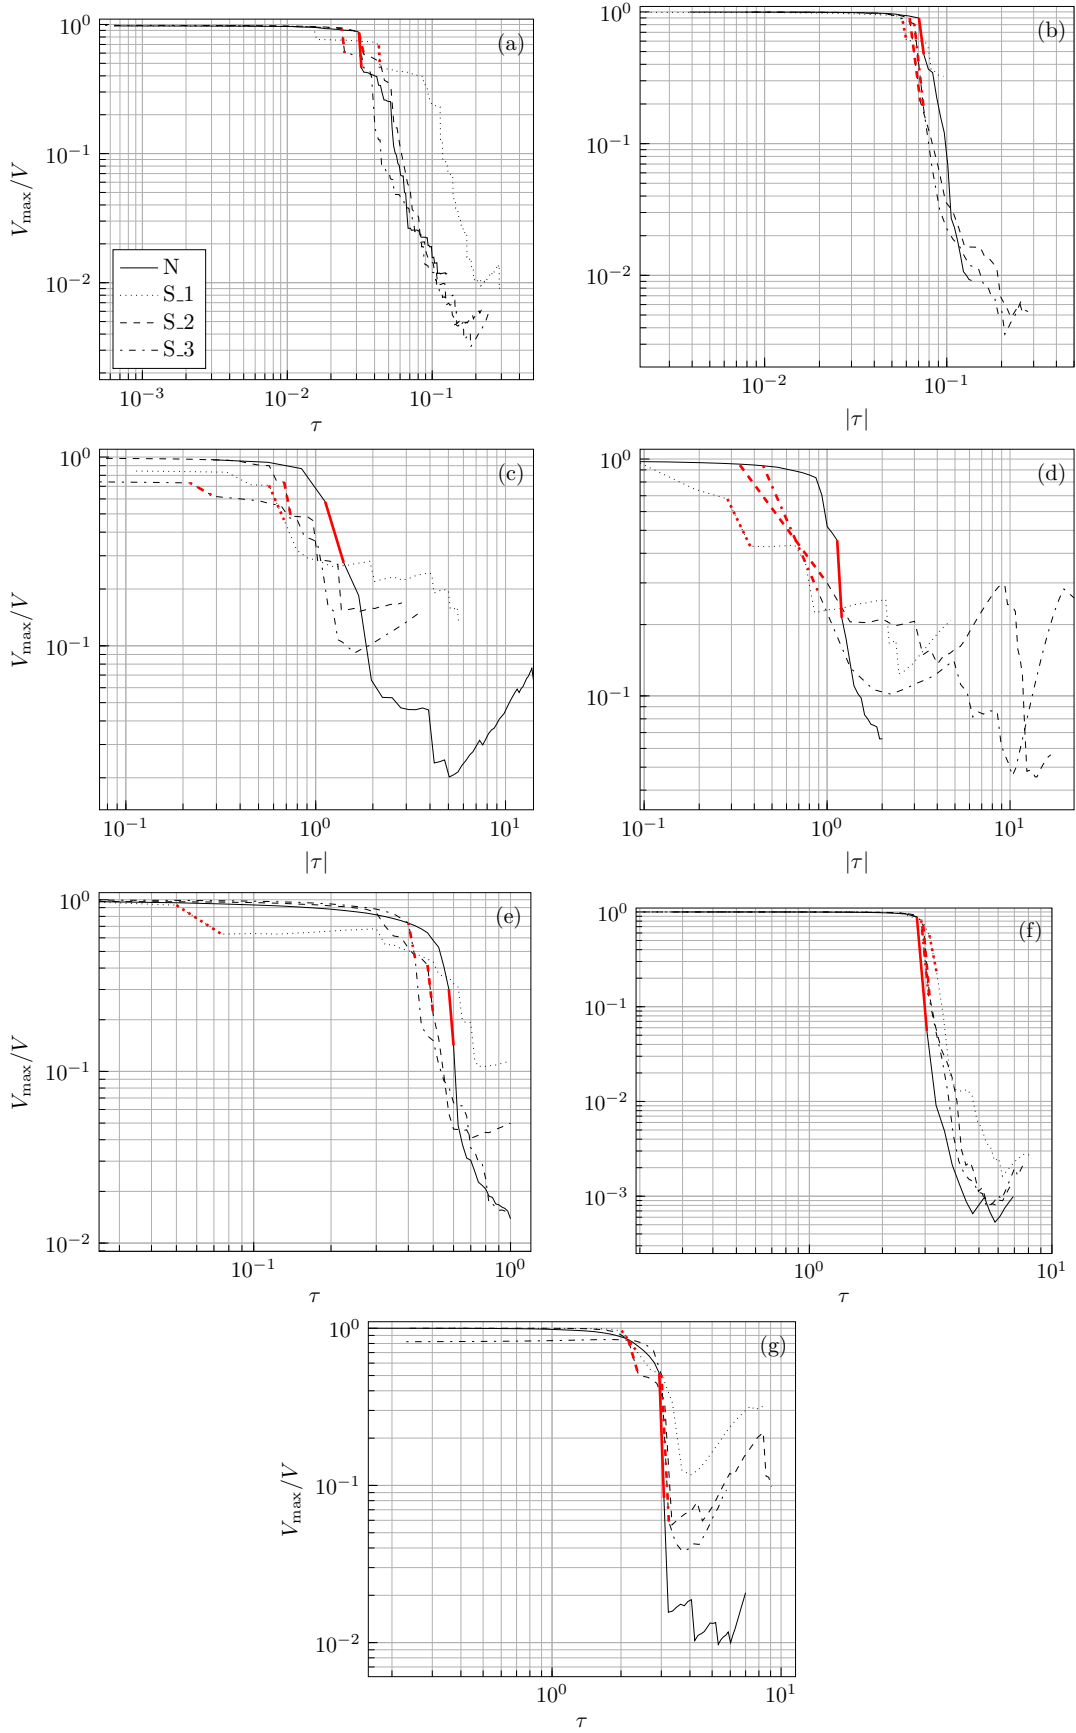 (a)
10^0
10^{-1}
10^{-2}
V_max/V
N
S_1
S_2
S_3
10^{-3} 10^{-2} 10^{-1}
τ
(b)
10^0
10^{-1}
10^{-2}
10^{-2} 10^{-1}
|τ|
(c)
10^0
10^{-1}
V_max/V
10^{-1} 10^0 10^1
|τ|
(d)
10^0
10^{-1}
10^{-1} 10^0 10^1
|τ|
(e)
10^0
10^{-1}
10^{-2}
V_max/V
10^{-1} 10^0
τ
(f)
10^0
10^{-1}
10^{-2}
10^{-3}
10^0 10^1
τ
(g)
10^0
10^{-1}
10^{-2}
V_max/V
10^0 10^1
τ